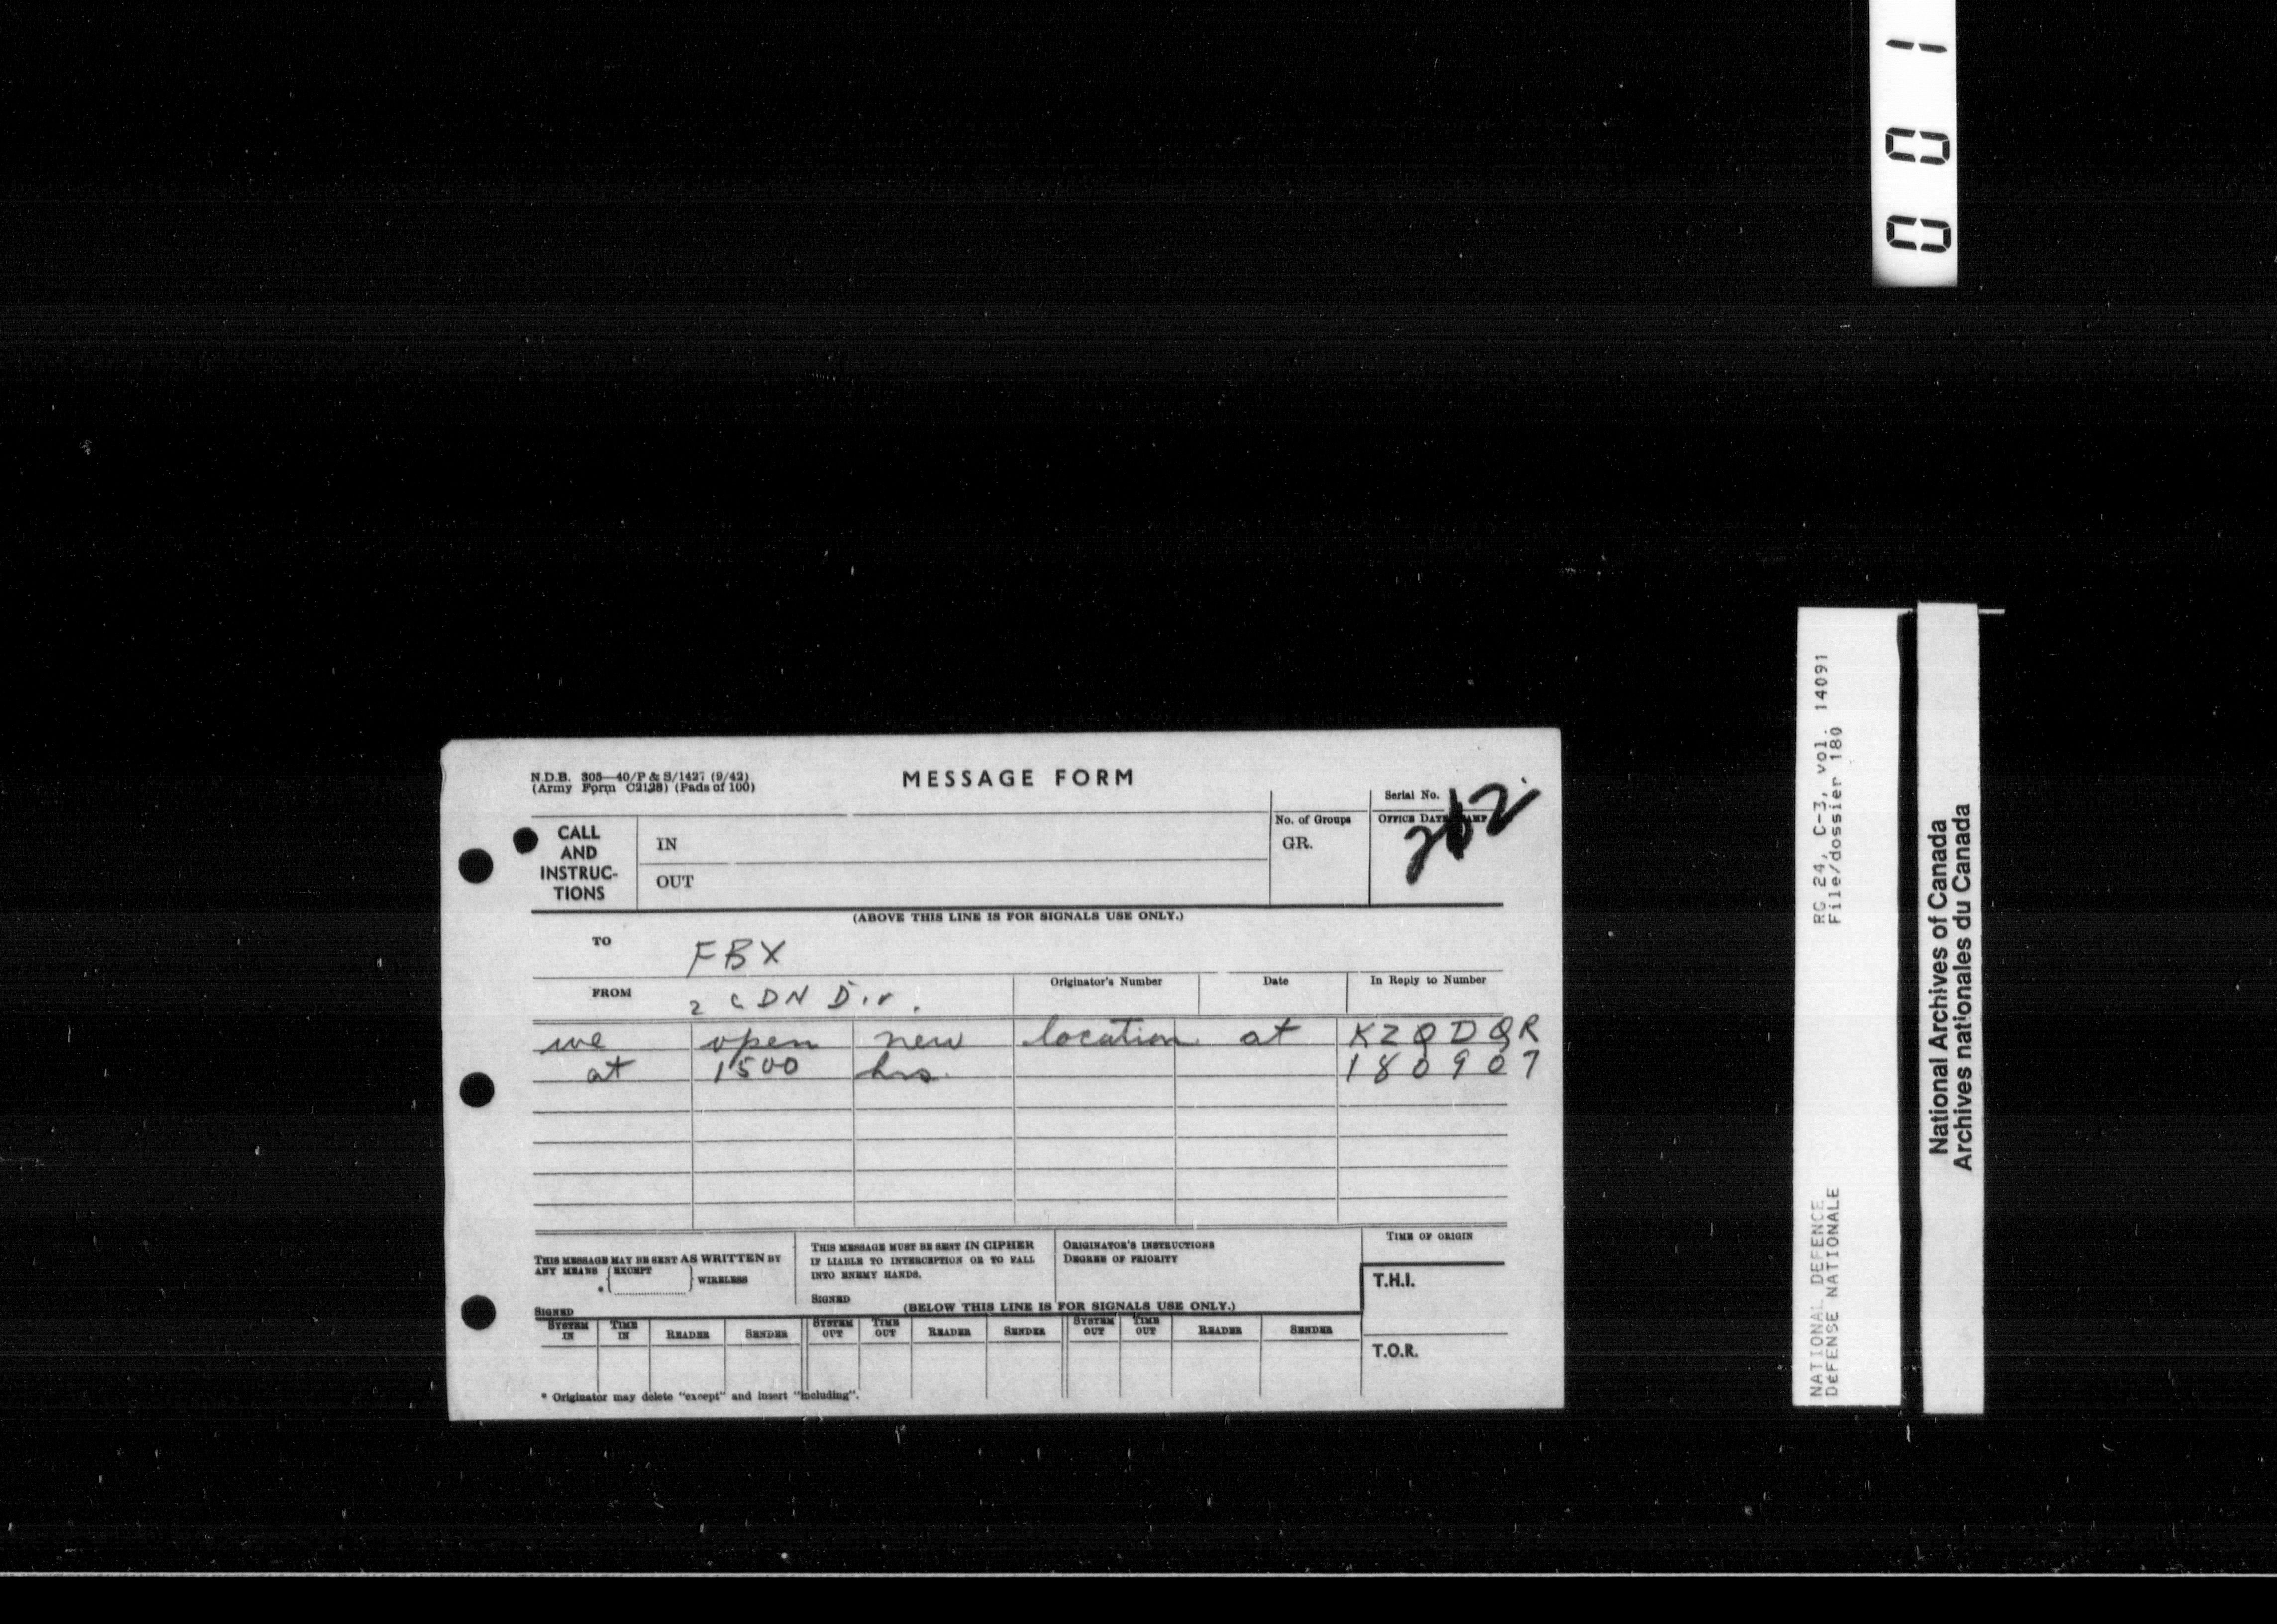 001
N.D.B. 305—40/P & S/1427 (9/42)
(Army Form C2128) (Pads of 100)
MESSAGE FORM
Serial No.
262.
CALL AND INSTRUC-TIONS
IN
OUT
No. of Groups
GR.
OFFICE DATE STAMP
(ABOVE THIS LINE IS FOR SIGNALS USE ONLY.)
TO FBX
FROM 2 CDN Div.
Originator's Number
Date
In Reply to Number
we open new location at KZQDQR
at 1500 hrs. 180907
THIS MESSAGE MAY BE SENT AS WRITTEN BY
ANY MEANS * { EXCEPT ............ } WIRELESS
SIGNED
THIS MESSAGE MUST BE SENT IN CIPHER
IF LIABLE TO INTERCEPTION OR TO FALL
INTO ENEMY HANDS.
SIGNED
ORIGINATOR'S INSTRUCTIONS
DEGREE OF PRIORITY
TIME OF ORIGIN
T.H.I.
(BELOW THIS LINE IS FOR SIGNALS USE ONLY.)
SYSTEM IN TIME IN READER SENDER SYSTEM OUT TIME OUT READER SENDER SYSTEM OUT TIME OUT READER SENDER
T.O.R.
* Originator may delete "except" and insert "including".
NATIONAL DEFENCE RG 24, C-3, vol. 14091
DÉFENSE NATIONALE File/dossier 180
National Archives of Canada
Archives nationales du Canada